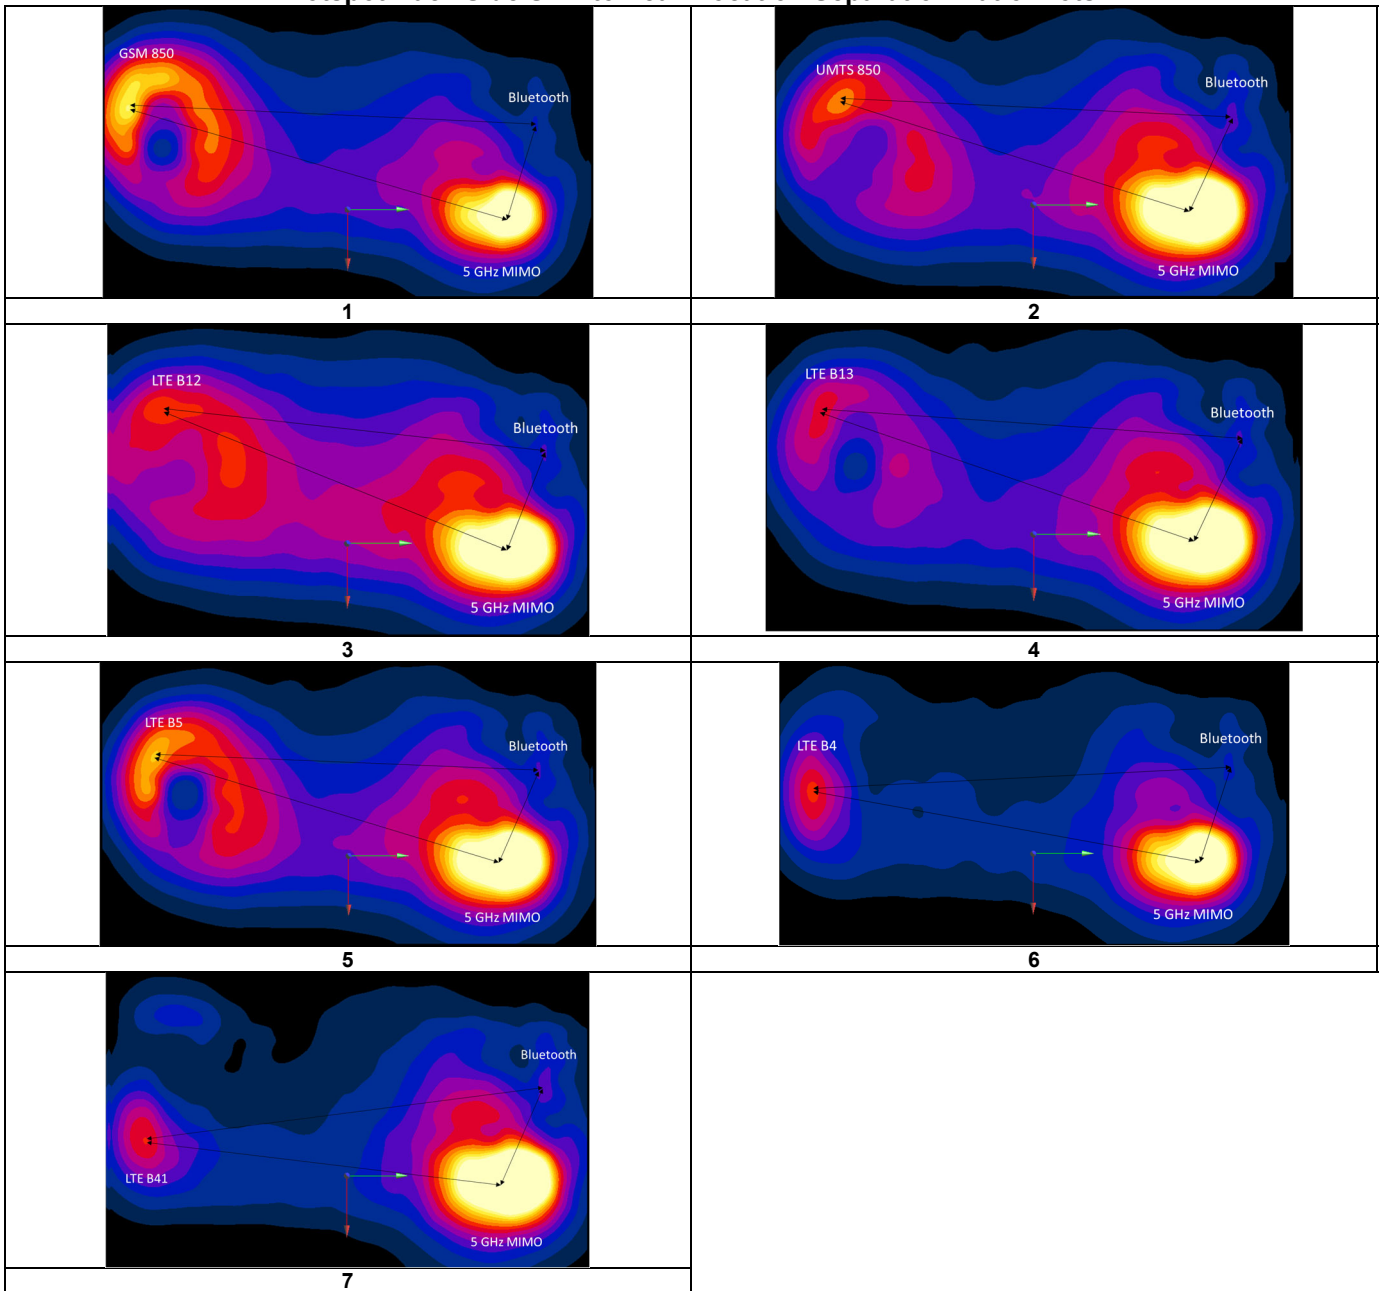 GSM 850
Bluetooth
5 GHz MIMO
1
UMTS 850
Bluetooth
5 GHz MIMO
2
LTE B12
Bluetooth
5 GHz MIMO
3
LTE B13
Bluetooth
5 GHz MIMO
4
LTE B5
Bluetooth
5 GHz MIMO
5
LTE B4
Bluetooth
5 GHz MIMO
6
Bluetooth
LTE B41
5 GHz MIMO
7